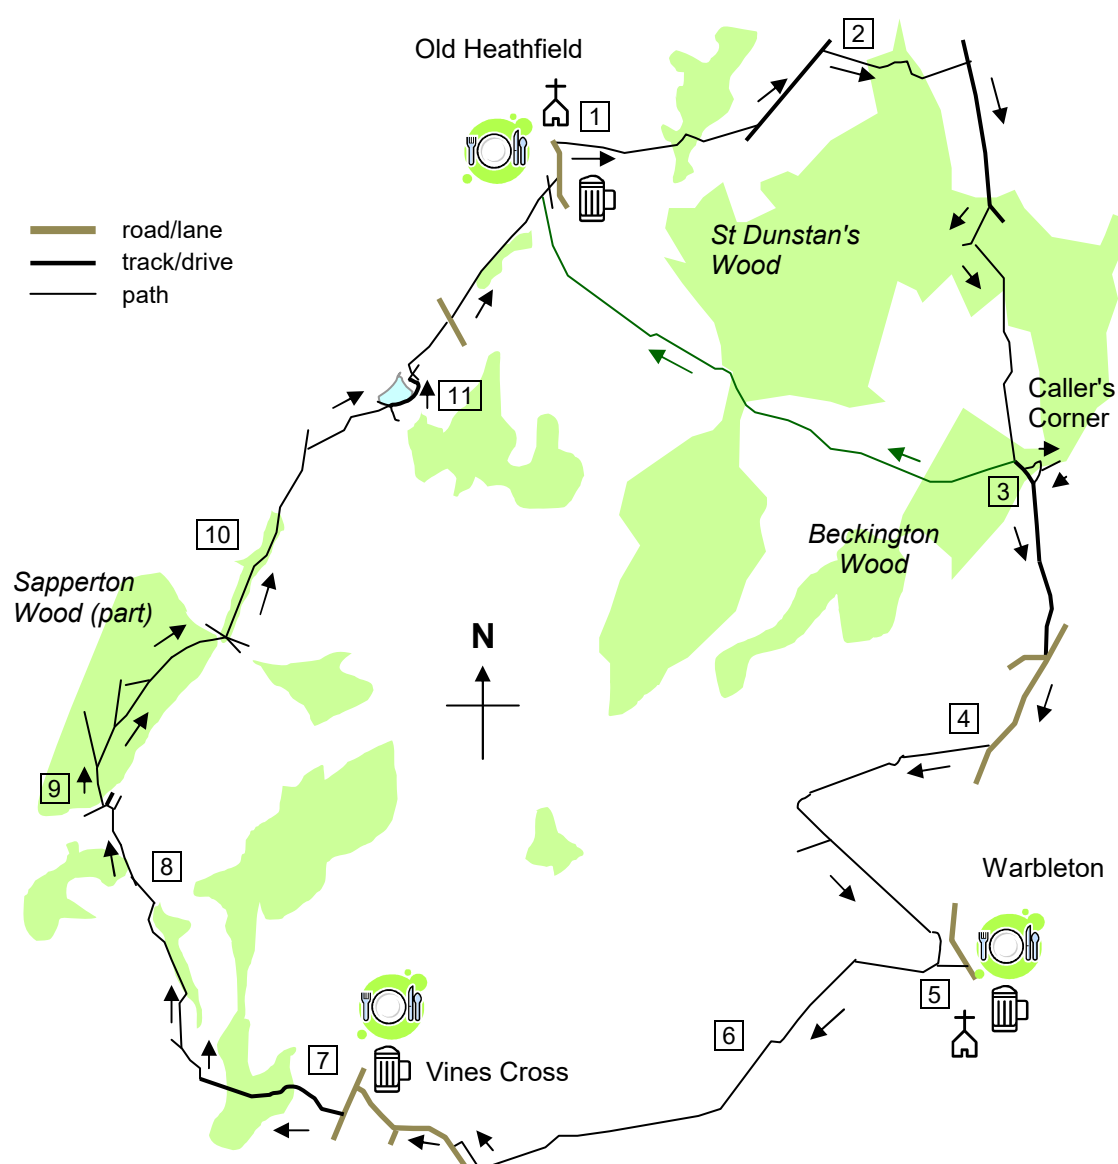 Old Heathfield
2
1
road/lane
track/drive
path
St Dunstan's
Wood
11
Caller's
Corner
3
10
Beckington
Wood
Sapperton
Wood (part)
N
4
9
8
Warbleton
5
6
7
Vines Cross